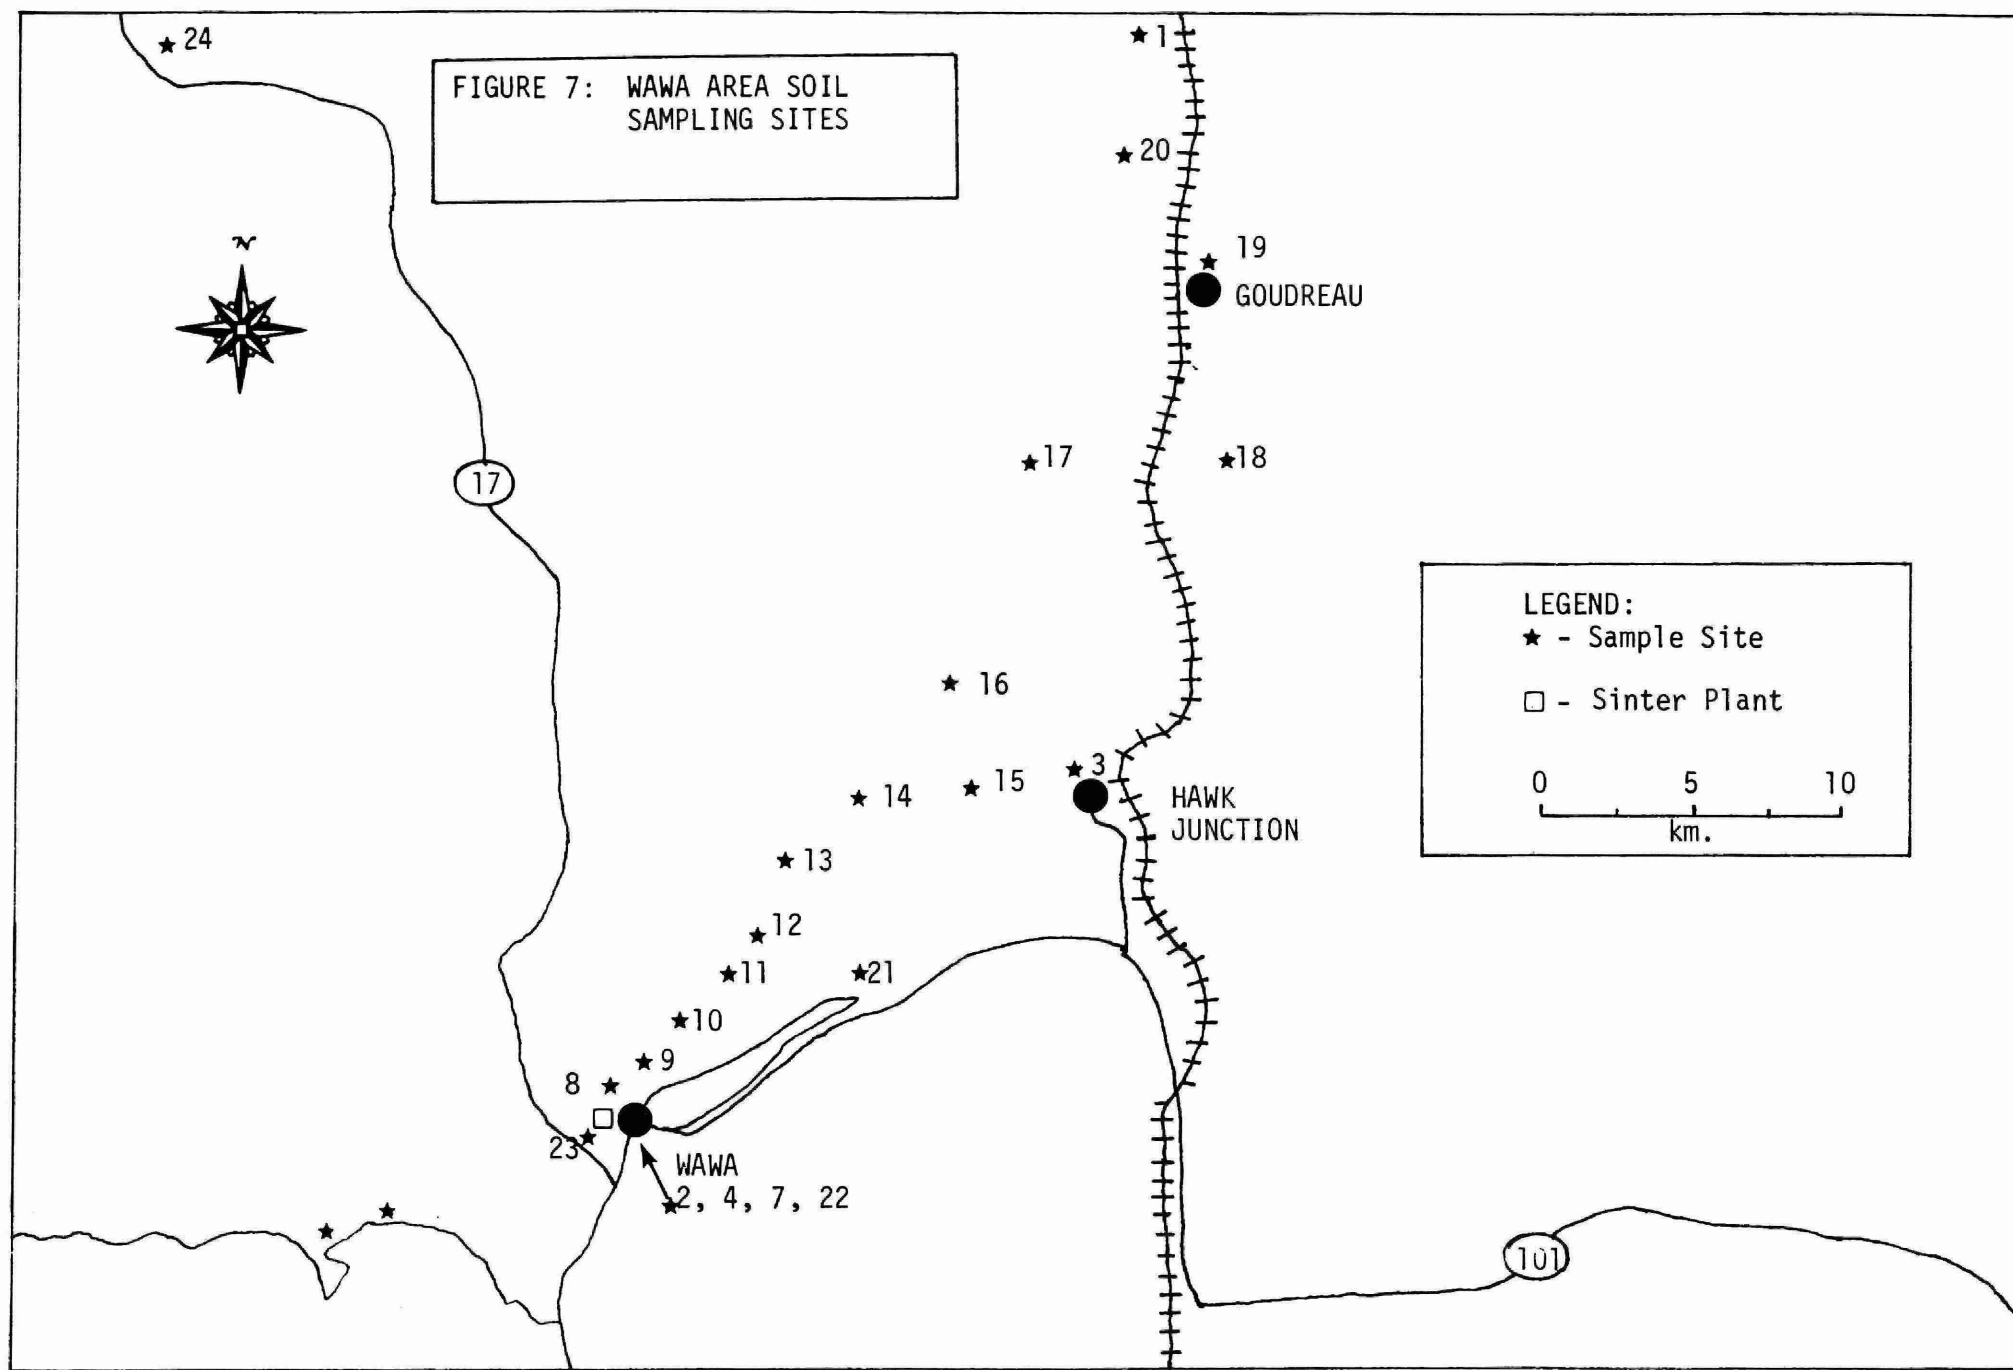 24
1
FIGURE 7: WAWA AREA SOIL
SAMPLING SITES
20
N
19
GOUDREAU
17
17
18
LEGEND:
★ - Sample Site
□ - Sinter Plant
0 5 10
km.
16
3
15
14
HAWK
JUNCTION
13
12
11
21
10
9
8
23
WAWA
2, 4, 7, 22
101